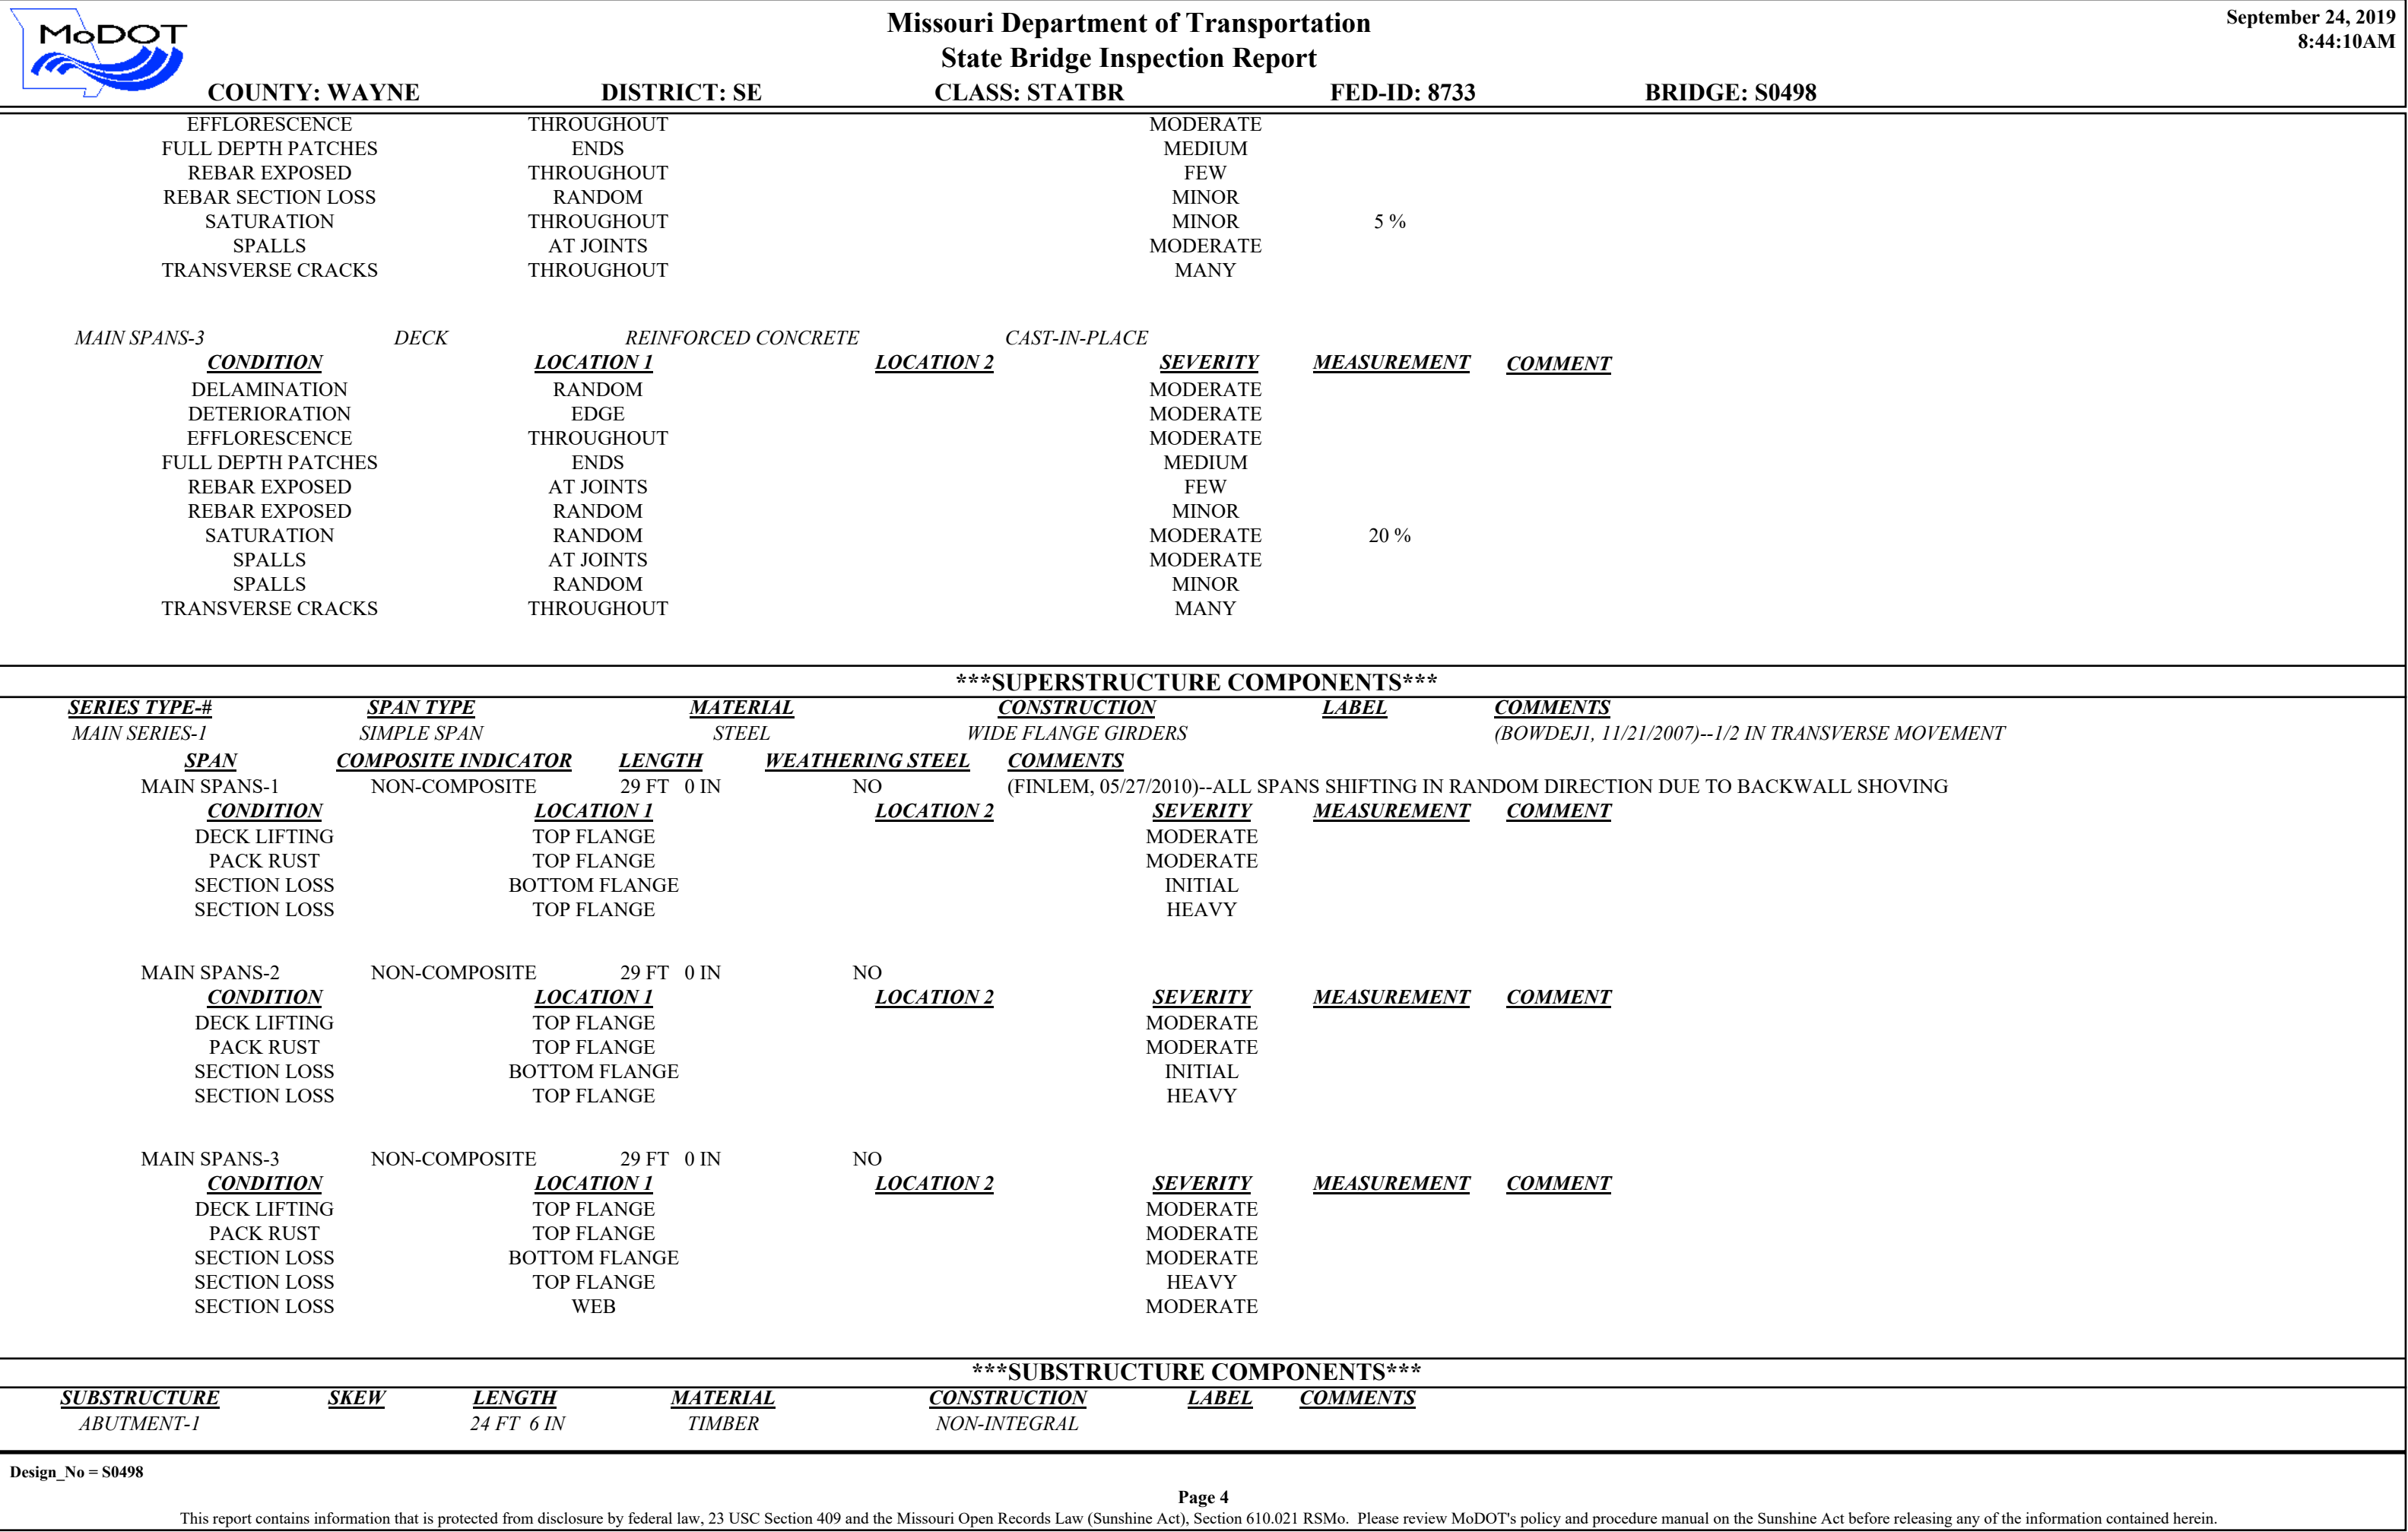 MoDOT
Missouri Department of Transportation
State Bridge Inspection Report
September 24, 2019
8:44:10AM
COUNTY: WAYNE DISTRICT: SE CLASS: STATBR FED-ID: 8733 BRIDGE: S0498
EFFLORESCENCE THROUGHOUT MODERATE
FULL DEPTH PATCHES ENDS MEDIUM
REBAR EXPOSED THROUGHOUT FEW
REBAR SECTION LOSS RANDOM MINOR
SATURATION THROUGHOUT MINOR 5 %
SPALLS AT JOINTS MODERATE
TRANSVERSE CRACKS THROUGHOUT MANY
MAIN SPANS-3 DECK REINFORCED CONCRETE CAST-IN-PLACE
CONDITION LOCATION 1 LOCATION 2 SEVERITY MEASUREMENT COMMENT
DELAMINATION RANDOM MODERATE
DETERIORATION EDGE MODERATE
EFFLORESCENCE THROUGHOUT MODERATE
FULL DEPTH PATCHES ENDS MEDIUM
REBAR EXPOSED AT JOINTS FEW
REBAR EXPOSED RANDOM MINOR
SATURATION RANDOM MODERATE 20 %
SPALLS AT JOINTS MODERATE
SPALLS RANDOM MINOR
TRANSVERSE CRACKS THROUGHOUT MANY
***SUPERSTRUCTURE COMPONENTS***
SERIES TYPE-# SPAN TYPE MATERIAL CONSTRUCTION LABEL COMMENTS
MAIN SERIES-1 SIMPLE SPAN STEEL WIDE FLANGE GIRDERS (BOWDEJ1, 11/21/2007)--1/2 IN TRANSVERSE MOVEMENT
SPAN COMPOSITE INDICATOR LENGTH WEATHERING STEEL COMMENTS
MAIN SPANS-1 NON-COMPOSITE 29 FT 0 IN NO (FINLEM, 05/27/2010)--ALL SPANS SHIFTING IN RANDOM DIRECTION DUE TO BACKWALL SHOVING
CONDITION LOCATION 1 LOCATION 2 SEVERITY MEASUREMENT COMMENT
DECK LIFTING TOP FLANGE MODERATE
PACK RUST TOP FLANGE MODERATE
SECTION LOSS BOTTOM FLANGE INITIAL
SECTION LOSS TOP FLANGE HEAVY
MAIN SPANS-2 NON-COMPOSITE 29 FT 0 IN NO
CONDITION LOCATION 1 LOCATION 2 SEVERITY MEASUREMENT COMMENT
DECK LIFTING TOP FLANGE MODERATE
PACK RUST TOP FLANGE MODERATE
SECTION LOSS BOTTOM FLANGE INITIAL
SECTION LOSS TOP FLANGE HEAVY
MAIN SPANS-3 NON-COMPOSITE 29 FT 0 IN NO
CONDITION LOCATION 1 LOCATION 2 SEVERITY MEASUREMENT COMMENT
DECK LIFTING TOP FLANGE MODERATE
PACK RUST TOP FLANGE MODERATE
SECTION LOSS BOTTOM FLANGE MODERATE
SECTION LOSS TOP FLANGE HEAVY
SECTION LOSS WEB MODERATE
***SUBSTRUCTURE COMPONENTS***
SUBSTRUCTURE SKEW LENGTH MATERIAL CONSTRUCTION LABEL COMMENTS
ABUTMENT-1 24 FT 6 IN TIMBER NON-INTEGRAL
Design_No = S0498
Page 4
This report contains information that is protected from disclosure by federal law, 23 USC Section 409 and the Missouri Open Records Law (Sunshine Act), Section 610.021 RSMo. Please review MoDOT's policy and procedure manual on the Sunshine Act before releasing any of the information contained herein.